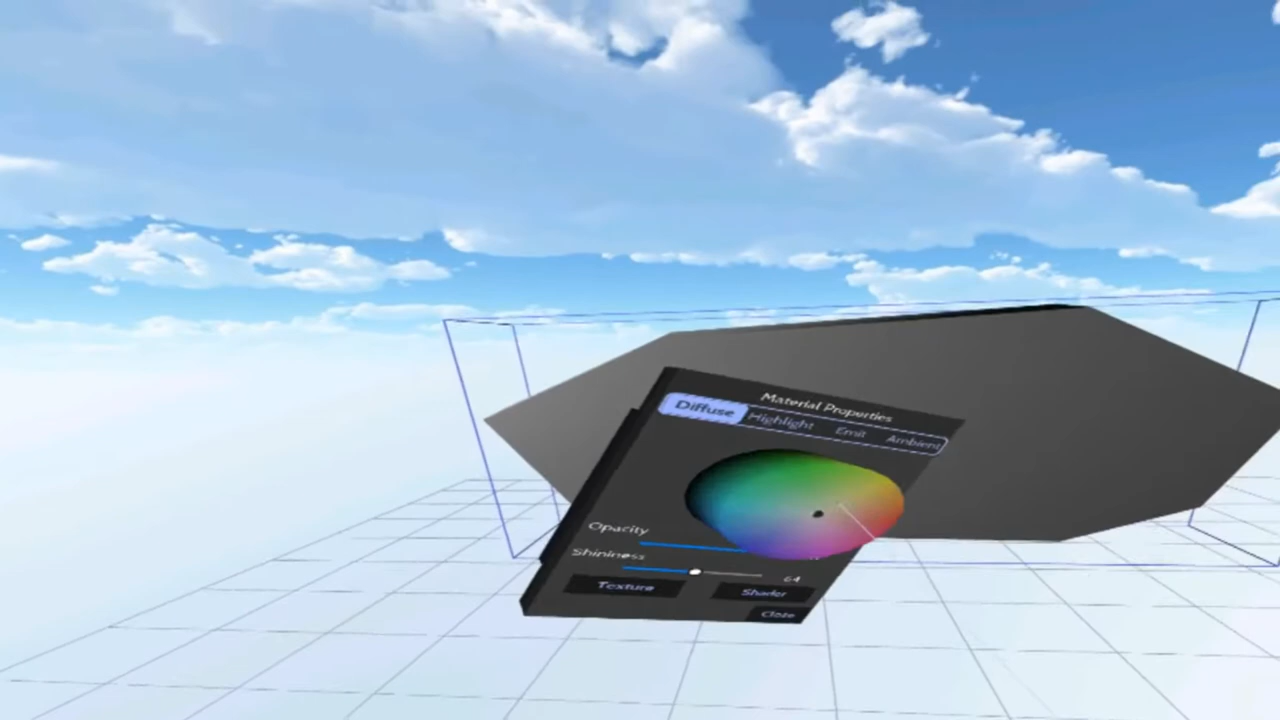 Material Properties
Diffuse Highlight Emit Ambient
Opacity
Shininess
64
Texture Shader
Close